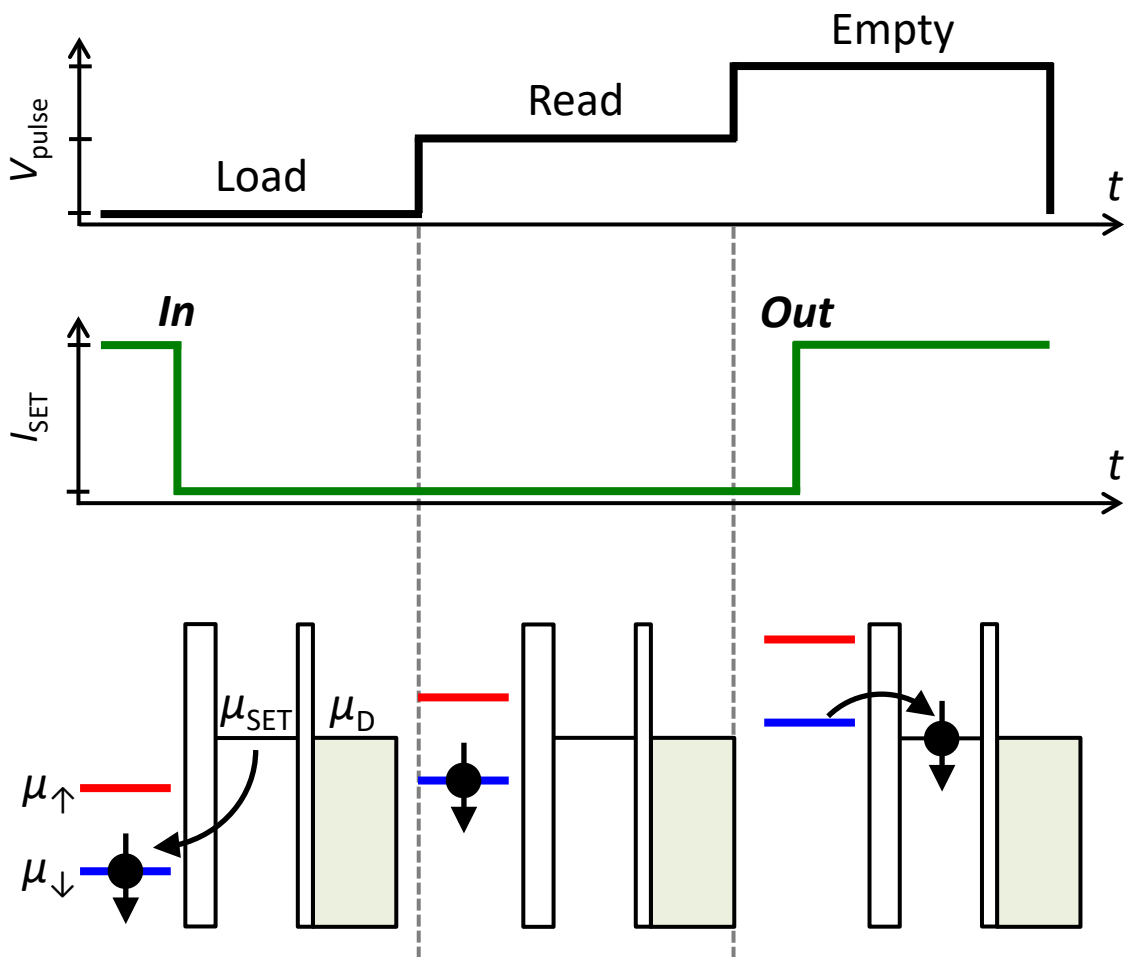 Empty
Read
Load
V_pulse
t
In
Out
I_SET
t
μ_SET
μ_D
μ_↑
μ_↓